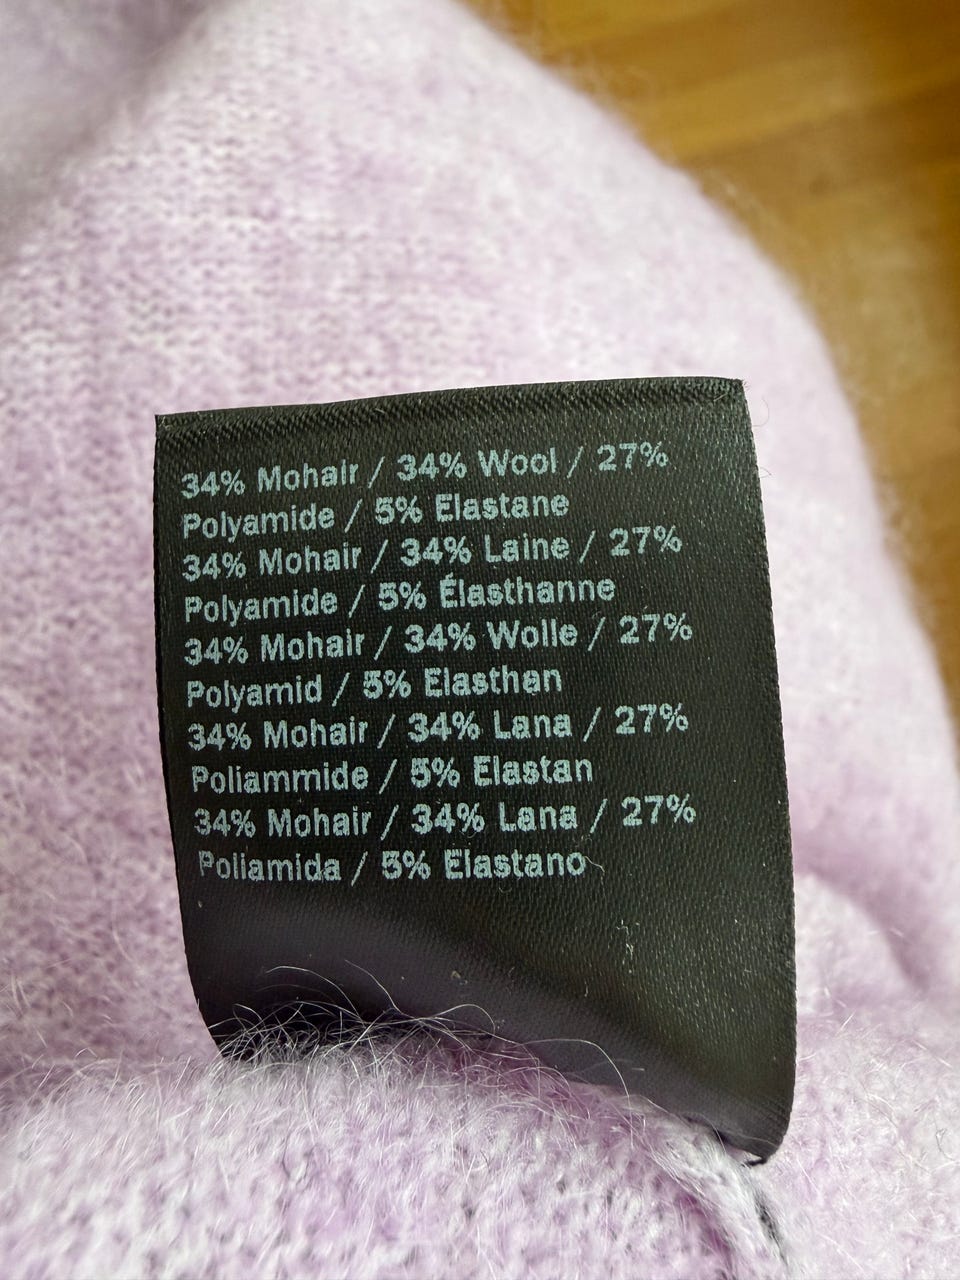 34% Mohair / 34% Wool / 27%
Polyamide / 5% Elastane
34% Mohair / 34% Laine / 27%
Polyamide / 5% Élasthanne
34% Mohair / 34% Wolle / 27%
Polyamid / 5% Elasthan
34% Mohair / 34% Lana / 27%
Poliammide / 5% Elastan
34% Mohair / 34% Lana / 27%
Poliamida / 5% Elastano